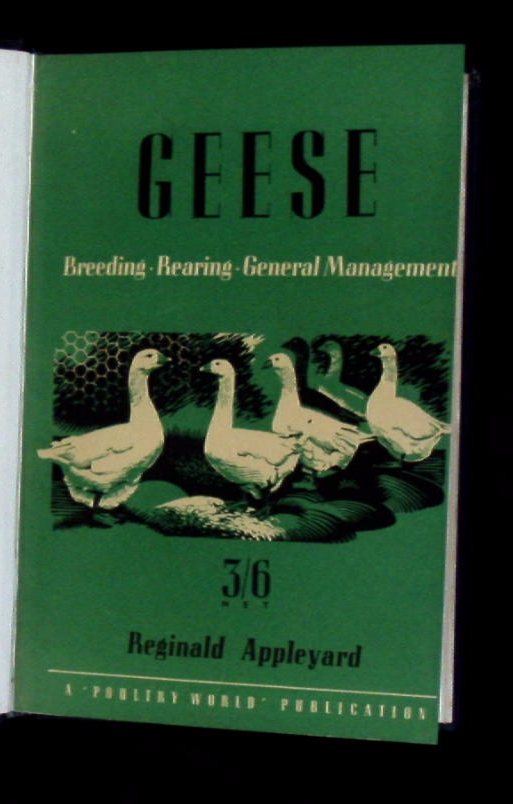 GEESE
Breeding · Rearing · General Management
3/6
NET
Reginald Appleyard
A "POULTRY WORLD" PUBLICATION